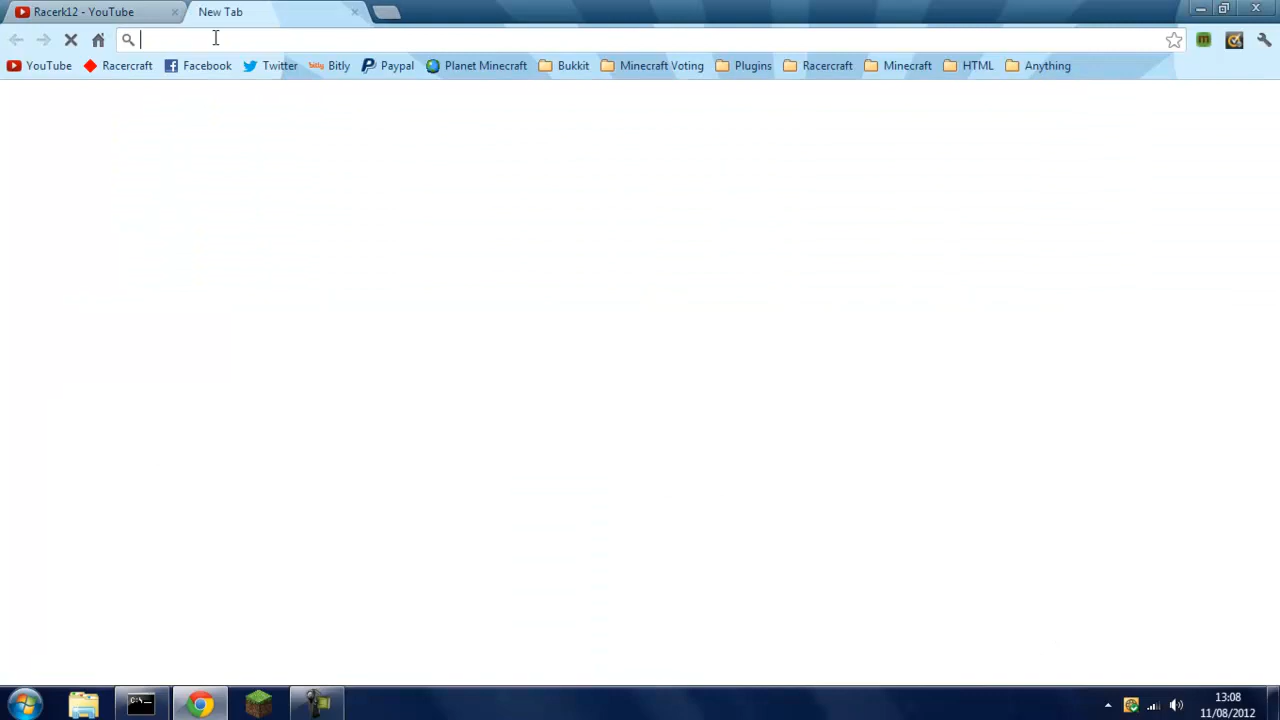 Racerk12 - YouTube
New Tab
YouTube Racercraft Facebook Twitter bitly Bitly Paypal Planet Minecraft Bukkit Minecraft Voting Plugins Racercraft Minecraft HTML Anything
C:\_
13:08
11/08/2012